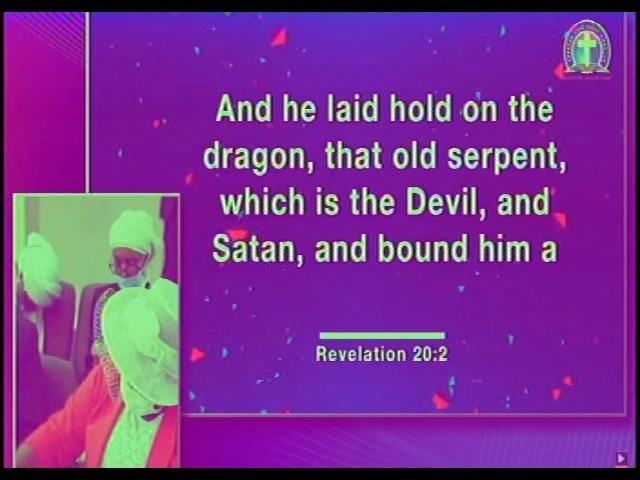 And he laid hold on the
dragon, that old serpent,
which is the Devil, and
Satan, and bound him a
Revelation 20:2